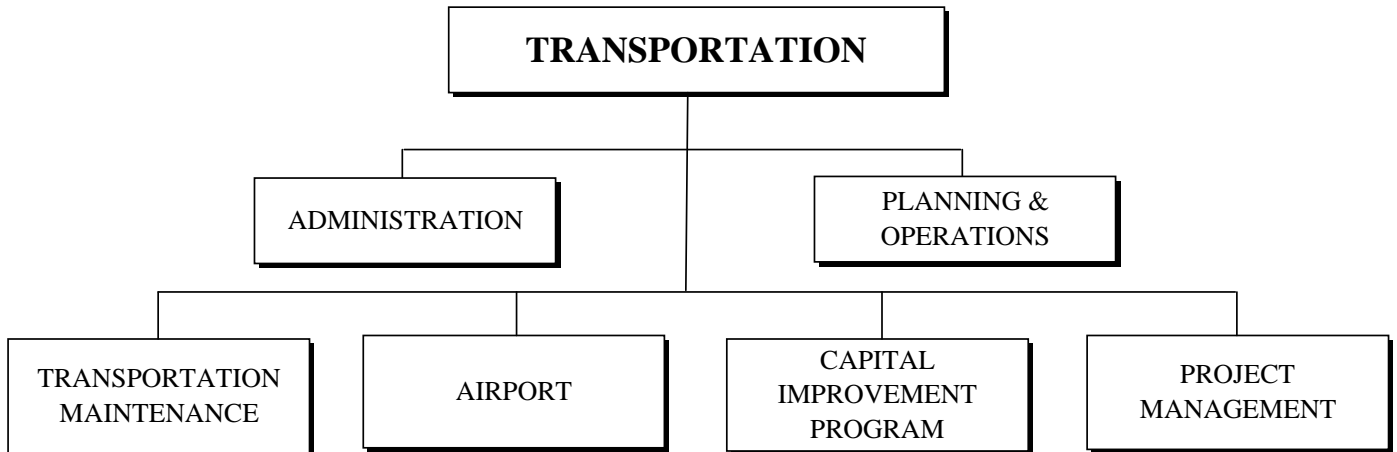 TRANSPORTATION
ADMINISTRATION
PLANNING &
OPERATIONS
TRANSPORTATION
MAINTENANCE
AIRPORT
CAPITAL
IMPROVEMENT
PROGRAM
PROJECT
MANAGEMENT